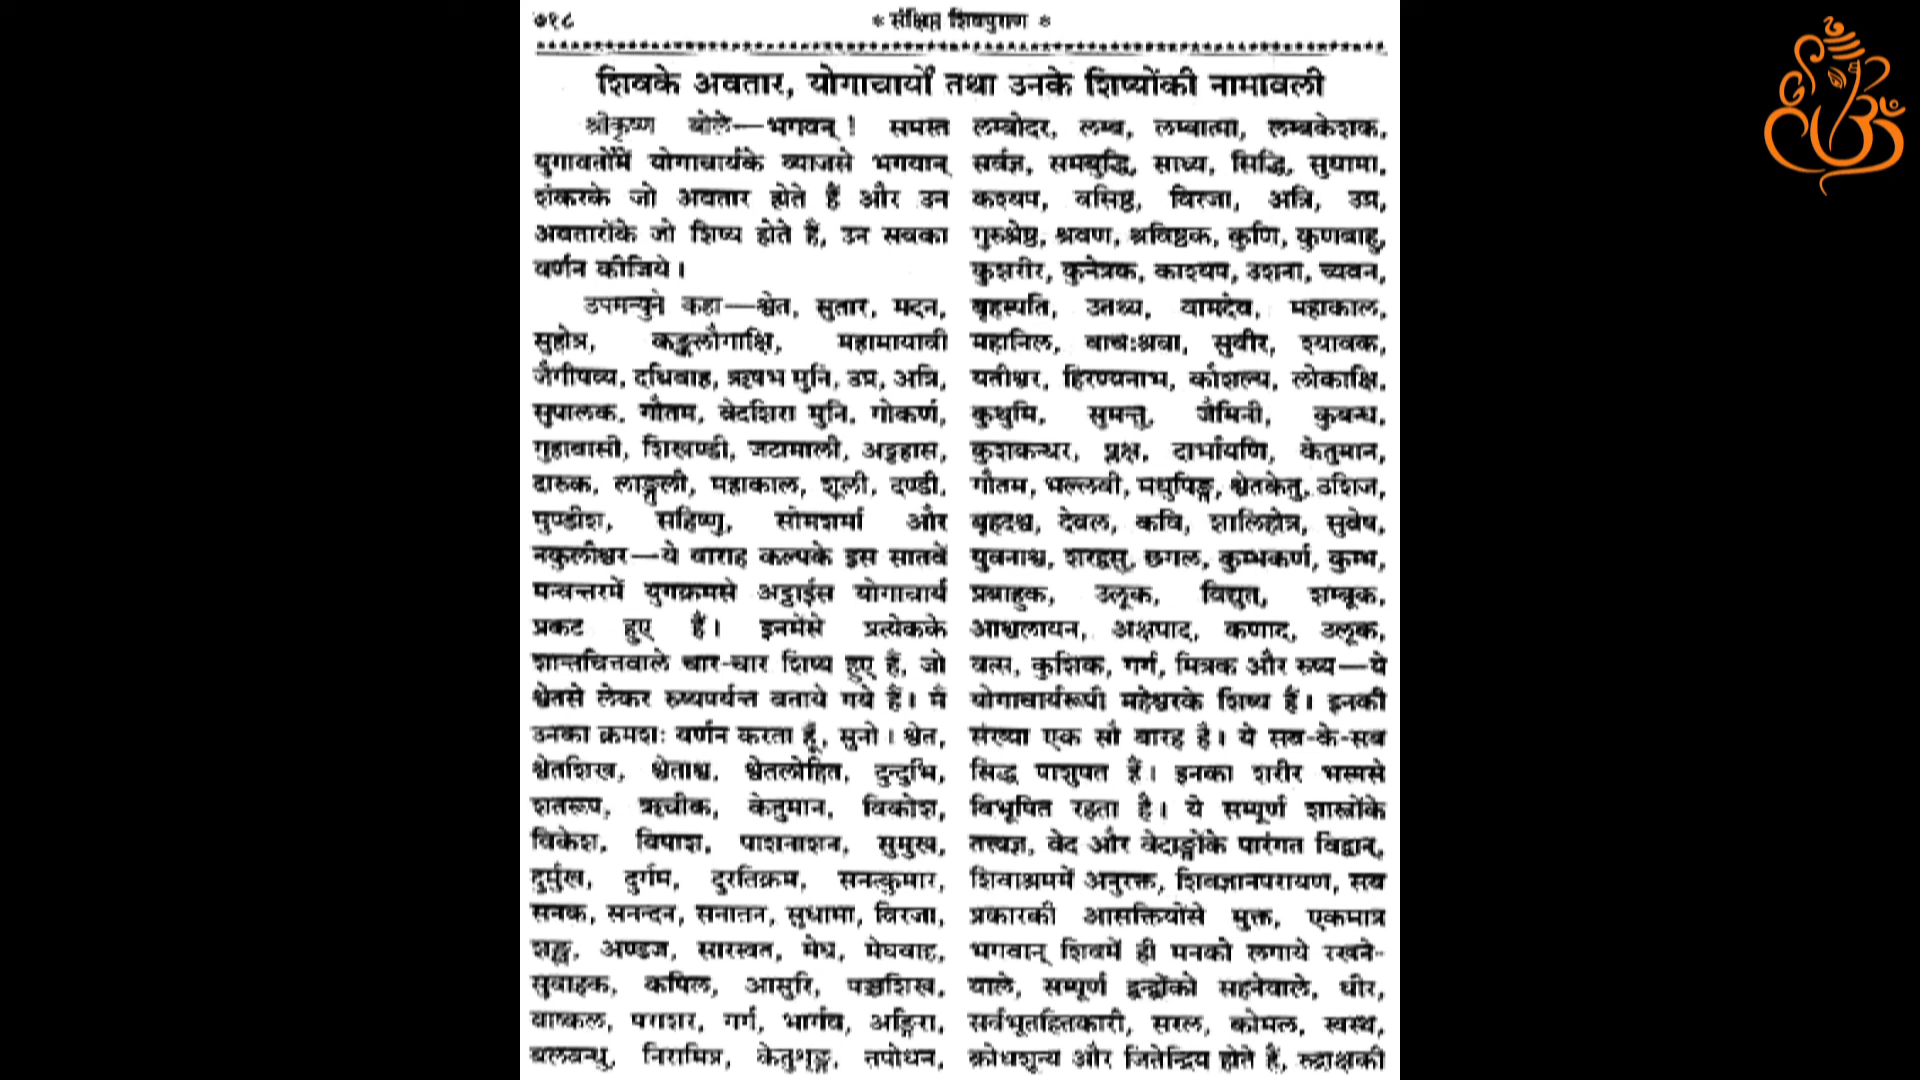 ७१८
* संक्षिप्त शिवपुराण *
शिवके अवतार, योगाचार्यों तथा उनके शिष्योंकी नामावली
श्रीकृष्ण बोले—भगवन् ! समस्त
युगावर्तोंमें योगाचार्यके व्याजसे भगवान्
शंकरके जो अवतार होते हैं और उन
अवतारोंके जो शिष्य होते हैं, उन सबका
वर्णन कीजिये।
उपमन्युने कहा—श्वेत, सुतार, मदन,
सुहोत्र, कङ्कलौगाक्षि, महामायावी
जैगीषव्य, दधिवाह, ऋषभ मुनि, उग्र, अत्रि,
सुपालक, गौतम, वेदशिरा मुनि, गोकर्ण,
गुहावासी, शिखण्डी, जटामाली, अट्टहास,
दारुक, लाङ्गुली, महाकाल, शूली, दण्डी,
मुण्डीश, सहिष्णु, सोमशर्मा और
नकुलीश्वर—ये वाराह कल्पके इस सातवें
मन्वन्तरमें युगक्रमसे अट्ठाईस योगाचार्य
प्रकट हुए हैं। इनमेंसे प्रत्येकके
शान्तचित्तवाले चार-चार शिष्य हुए हैं, जो
श्वेतसे लेकर रुष्यपर्यन्त बताये गये हैं। मैं
उनका क्रमशः वर्णन करता हूँ, सुनो। श्वेत,
श्वेतशिख, श्वेताश्व, श्वेतलोहित, दुन्दुभि,
शतरूप, ऋचीक, केतुमान, विकोश,
विकेश, विपाश, पाशनाशन, सुमुख,
दुर्मुख, दुर्गम, दुरतिक्रम, सनत्कुमार,
सनक, सनन्दन, सनातन, सुधामा, विरजा,
शङ्ख, अण्डज, सारस्वत, मेघ, मेघवाह,
सुवाहक, कपिल, आसुरि, पञ्चशिख,
वाष्कल, पराशर, गर्ग, भार्गव, अङ्गिरा,
बलबन्धु, निरामित्र, केतुशृङ्ग, तपोधन,
लम्बोदर, लम्ब, लम्बात्मा, लम्बकेशक,
सर्वज्ञ, समबुद्धि, साध्य, सिद्धि, सुधामा,
कश्यप, वसिष्ठ, विरजा, अत्रि, उग्र,
गुरुश्रेष्ठ, श्रवण, श्रविष्ठक, कुणि, कुणबाहु,
कुशरीर, कुनेत्रक, काश्यप, उशना, च्यवन,
बृहस्पति, उतथ्य, वामदेव, महाकाल,
महानिल, वाचःश्रवा, सुवीर, श्यावक,
यतीश्वर, हिरण्यनाभ, कौशल्य, लोकाक्षि,
कुथुमि, सुमन्तु, जैमिनी, कुबन्ध,
कुशकन्धर, प्लक्ष, दार्भायणि, केतुमान,
गौतम, भल्लवी, मधुपिङ्ग, श्वेतकेतु, उशिज,
बृहदश्व, देवल, कवि, शालिहोत्र, सुवेष,
युवनाश्व, शरद्वसु, छगल, कुम्भकर्ण, कुम्भ,
प्रबाहुक, उलूक, विद्युत, शम्बूक,
आश्वलायन, अक्षपाद, कणाद, उलूक,
वत्स, कुशिक, गर्ग, मित्रक और रुष्य—ये
योगाचार्यरूपी महेश्वरके शिष्य हैं। इनकी
संख्या एक सौ बारह है। ये सब-के-सब
सिद्ध पाशुपत हैं। इनका शरीर भस्मसे
विभूषित रहता है। ये सम्पूर्ण शास्त्रोंके
तत्त्वज्ञ, वेद और वेदाङ्गोंके पारंगत विद्वान्,
शिवाश्रममें अनुरक्त, शिवज्ञानपरायण, सब
प्रकारकी आसक्तियोंसे मुक्त, एकमात्र
भगवान् शिवमें ही मनको लगाये रखने-
वाले, सम्पूर्ण द्वन्द्वोंको सहनेवाले, धीर,
सर्वभूतहितकारी, सरल, कोमल, स्वस्थ,
क्रोधशून्य और जितेन्द्रिय होते हैं, रुद्राक्षकी